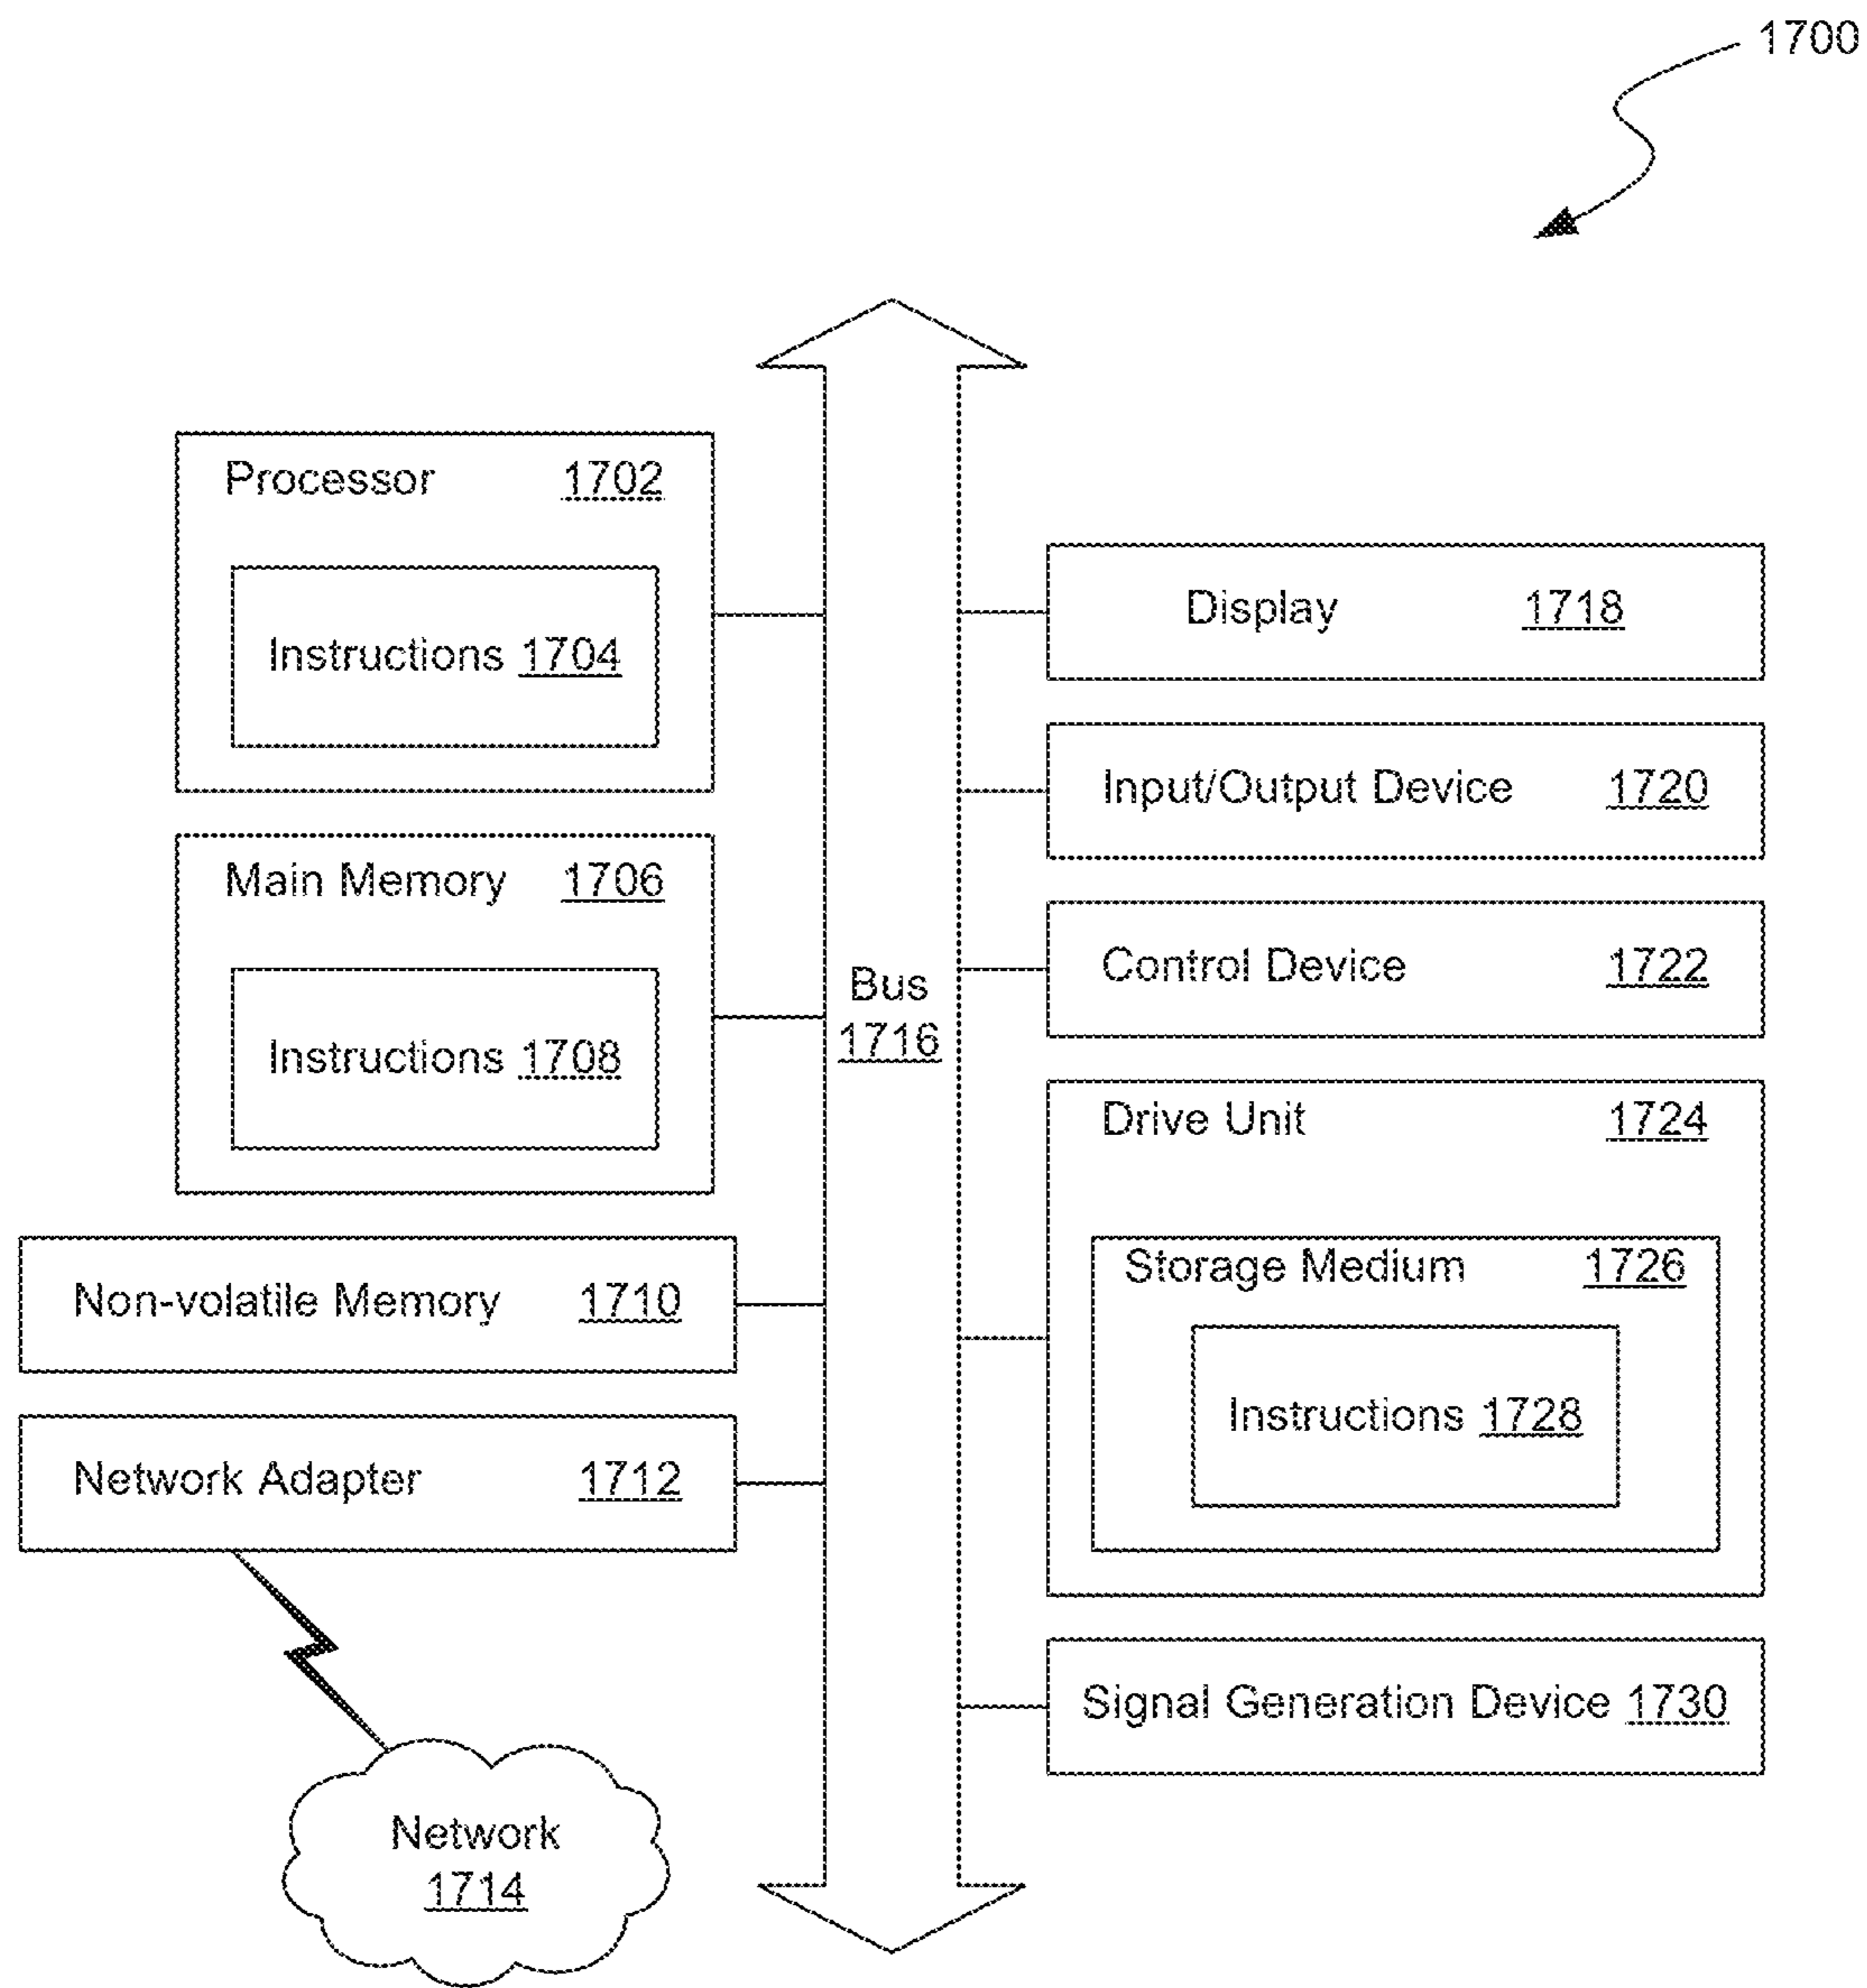 1700
Processor 1702
Instructions 1704
Main Memory 1706
Instructions 1708
Non-volatile Memory 1710
Network Adapter 1712
Network
1714
Bus
1716
Display 1718
Input/Output Device 1720
Control Device 1722
Drive Unit 1724
Storage Medium 1726
Instructions 1728
Signal Generation Device 1730